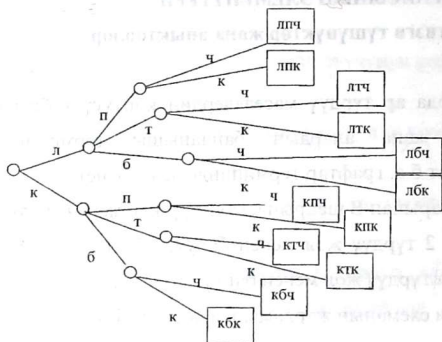 ч
лпч
к
лпк
ч
лтч
п
т
к
лтк
л
б
ч
лбч
к
лбк
к
п
ч
кпч
к
кпк
т
ч
ктч
к
ктк
б
ч
кбч
к
кбк